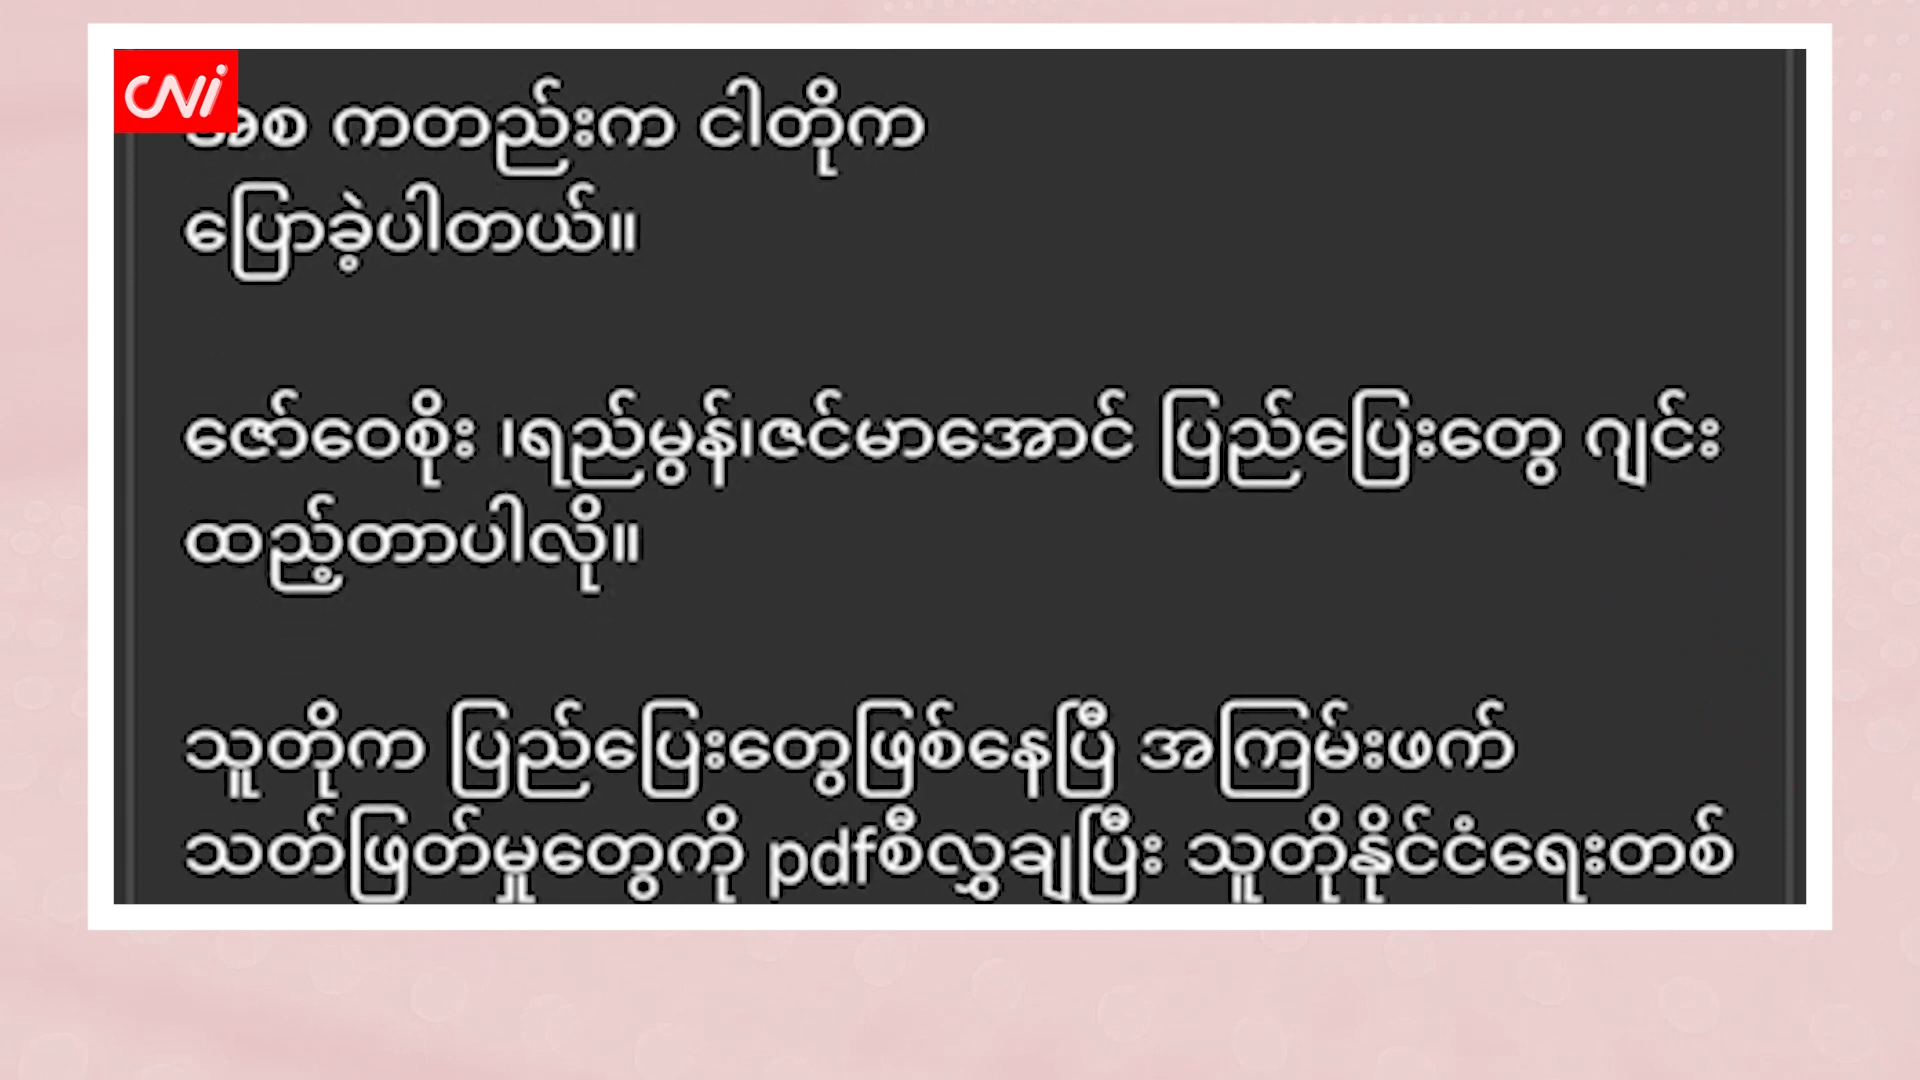 CNI
အစ ကတည်းက ငါတိုက
ပြောခဲ့ပါတယ်။
ဇော်ဝေစိုး ၊ရည်မွန်၊ဇင်မာအောင် ပြည်ပြေးတွေ ဂျင်း
ထည့်တာပါလို။
သူတိုက ပြည်ပြေးတွေဖြစ်နေပြီ အကြမ်းဖက်
သတ်ဖြတ်မှုတွေကို pdfစီလွှချပြီး သူတိုနိုင်ငံရေးတစ်